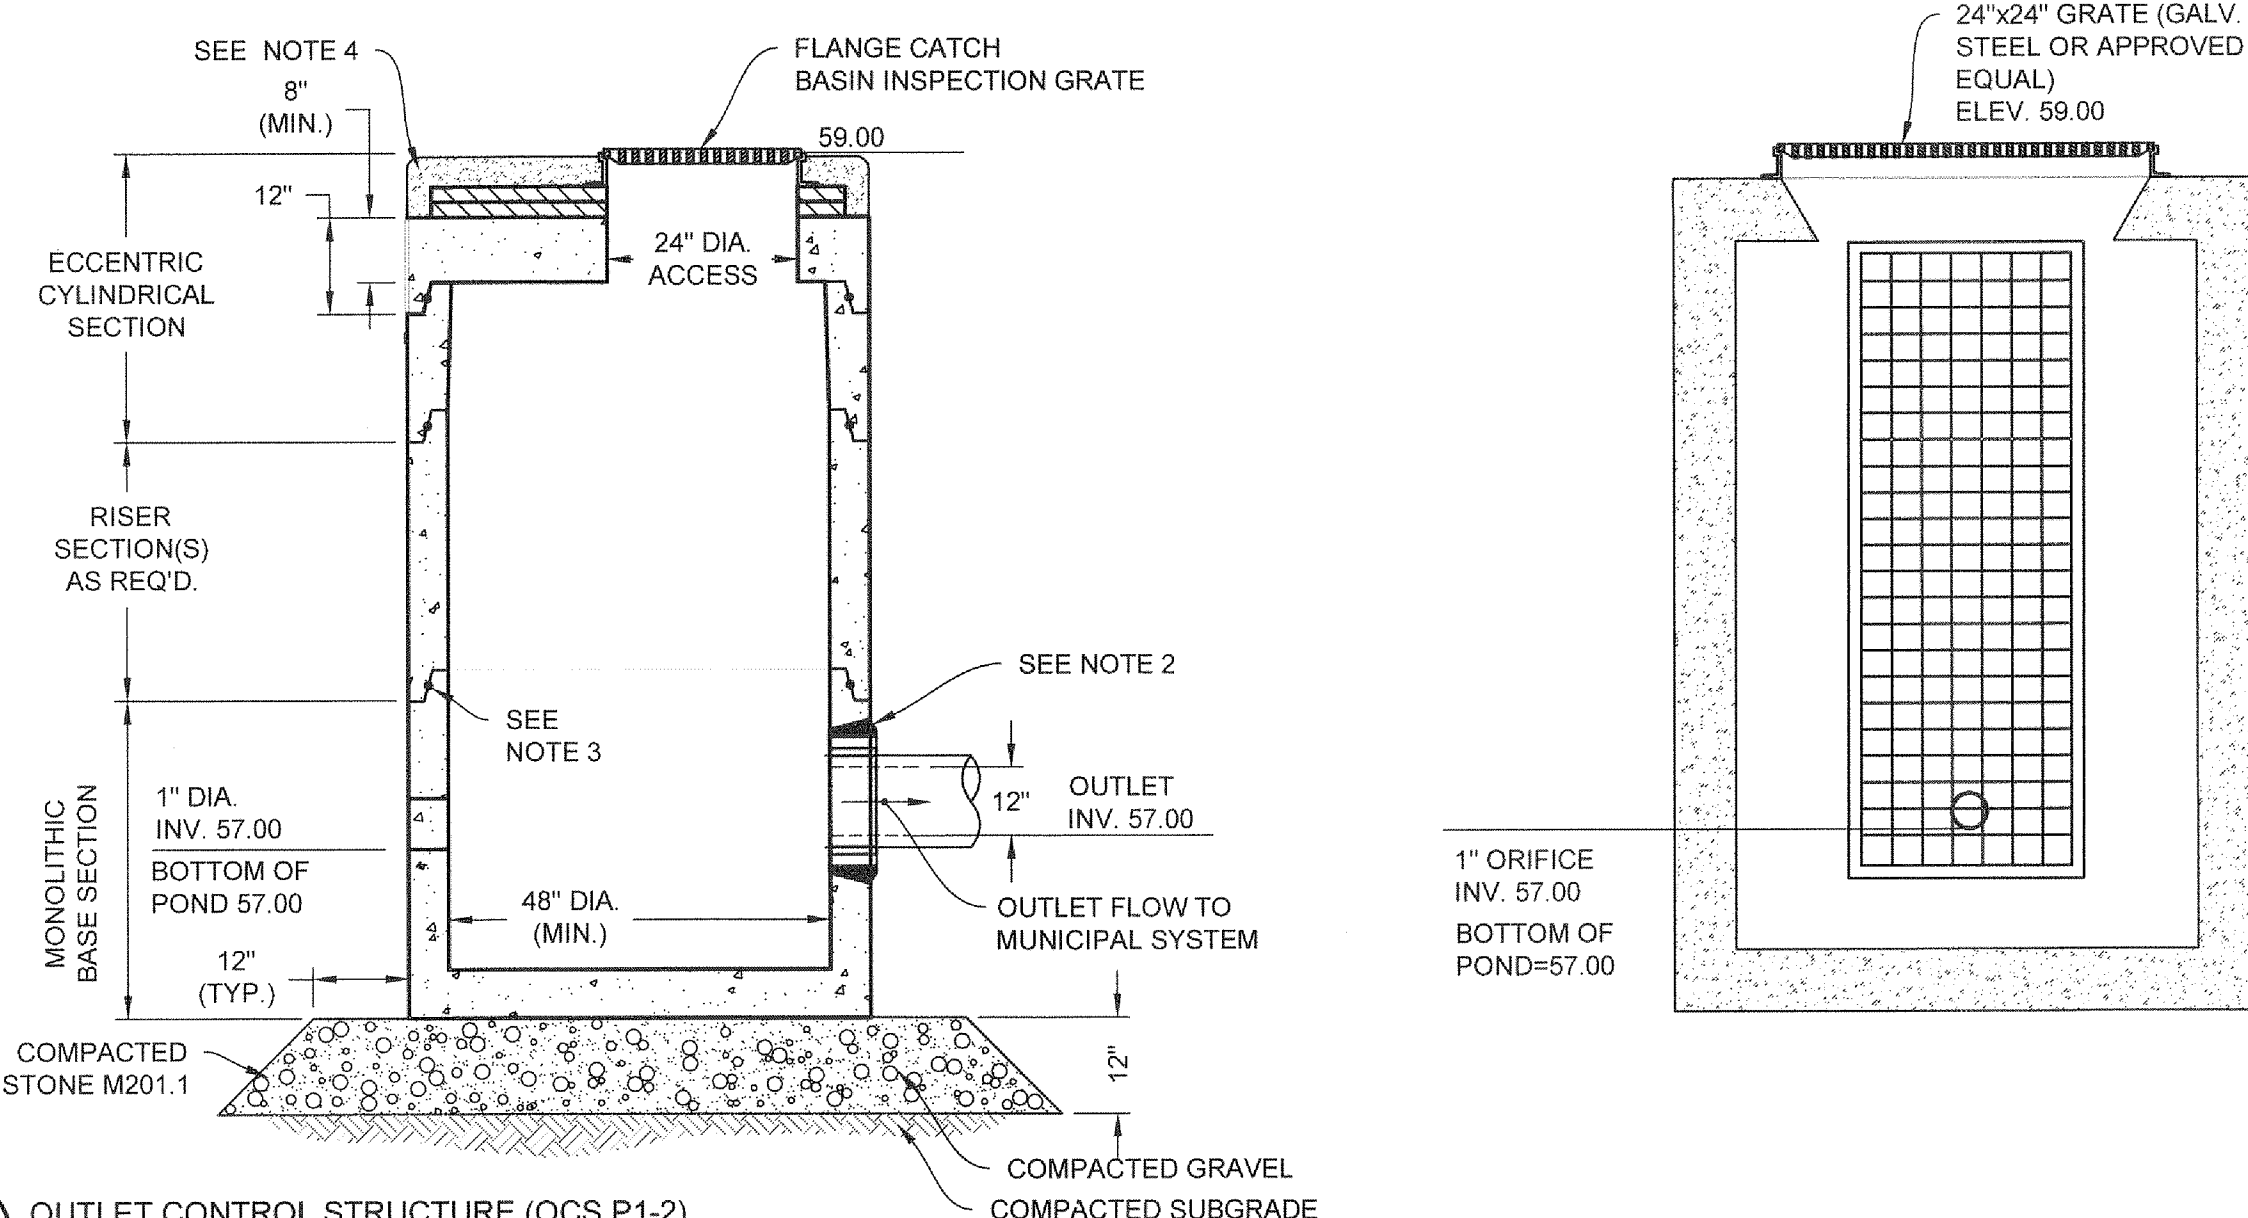 SEE NOTE 4
8"
(MIN.)
12"
FLANGE CATCH
BASIN INSPECTION GRATE
59.00
24" DIA.
ACCESS
ECCENTRIC
CYLINDRICAL
SECTION
RISER
SECTION(S)
AS REQ'D.
SEE NOTE 2
SEE
NOTE 3
MONOLITHIC
BASE SECTION
1" DIA.
INV. 57.00
BOTTOM OF
POND 57.00
12"
OUTLET
INV. 57.00
48" DIA.
(MIN.)
OUTLET FLOW TO
MUNICIPAL SYSTEM
12"
(TYP.)
COMPACTED
STONE M201.1
12"
COMPACTED GRAVEL
COMPACTED SUBGRADE
OUTLET CONTROL STRUCTURE (OCS P1-2)
24"x24" GRATE (GALV.
STEEL OR APPROVED
EQUAL)
ELEV. 59.00
1" ORIFICE
INV. 57.00
BOTTOM OF
POND=57.00